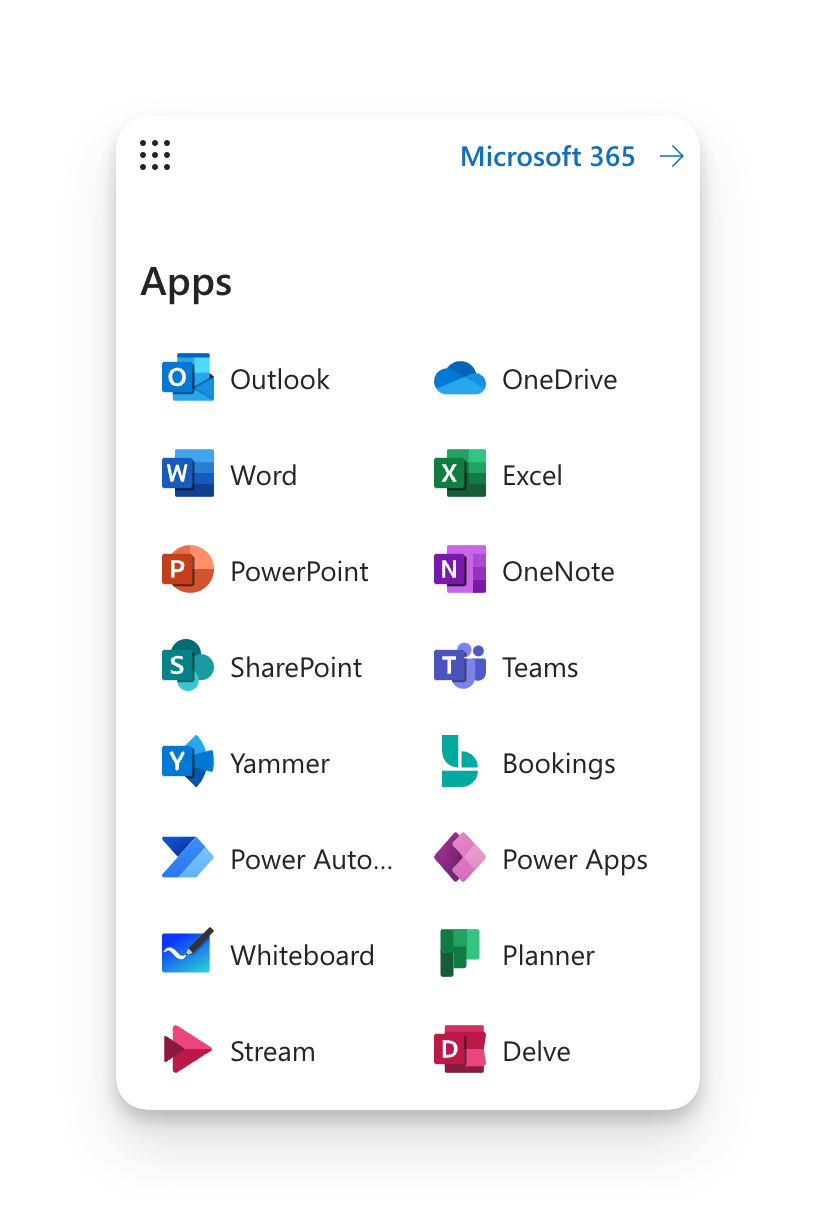 Microsoft 365
Apps
Outlook
OneDrive
Word
Excel
PowerPoint
OneNote
SharePoint
Teams
Yammer
Bookings
Power Auto...
Power Apps
Whiteboard
Planner
Stream
Delve